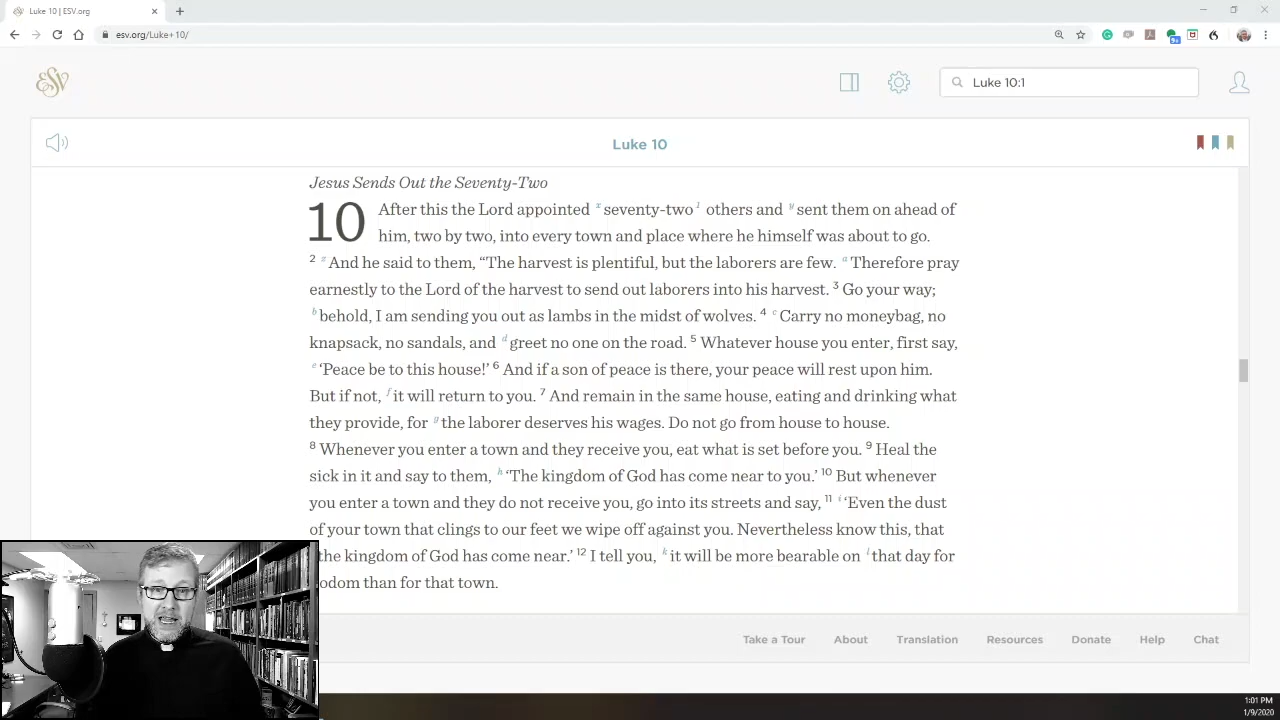 Luke 10 | ESV.org
esv.org/Luke+10/
ESV
Luke 10:1
Luke 10
Jesus Sends Out the Seventy-Two
10 After this the Lord appointed x seventy-two 1 others and y sent them on ahead of
him, two by two, into every town and place where he himself was about to go.
2 z And he said to them, “The harvest is plentiful, but the laborers are few. a Therefore pray
earnestly to the Lord of the harvest to send out laborers into his harvest. 3 Go your way;
b behold, I am sending you out as lambs in the midst of wolves. 4 c Carry no moneybag, no
knapsack, no sandals, and d greet no one on the road. 5 Whatever house you enter, first say,
e ‘Peace be to this house!’ 6 And if a son of peace is there, your peace will rest upon him.
But if not, f it will return to you. 7 And remain in the same house, eating and drinking what
they provide, for g the laborer deserves his wages. Do not go from house to house.
8 Whenever you enter a town and they receive you, eat what is set before you. 9 Heal the
sick in it and say to them, h ‘The kingdom of God has come near to you.’ 10 But whenever
you enter a town and they do not receive you, go into its streets and say, 11 i ‘Even the dust
of your town that clings to our feet we wipe off against you. Nevertheless know this, that
the kingdom of God has come near.’ 12 I tell you, k it will be more bearable on l that day for
odom than for that town.
Take a Tour About Translation Resources Donate Help Chat
1:01 PM
1/9/2020